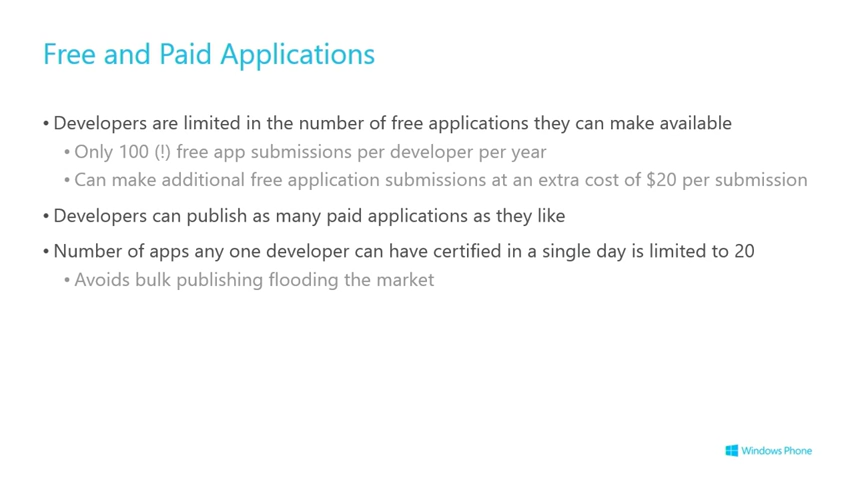 Free and Paid Applications
• Developers are limited in the number of free applications they can make available
• Only 100 (!) free app submissions per developer per year
• Can make additional free application submissions at an extra cost of $20 per submission
• Developers can publish as many paid applications as they like
• Number of apps any one developer can have certified in a single day is limited to 20
• Avoids bulk publishing flooding the market
Windows Phone